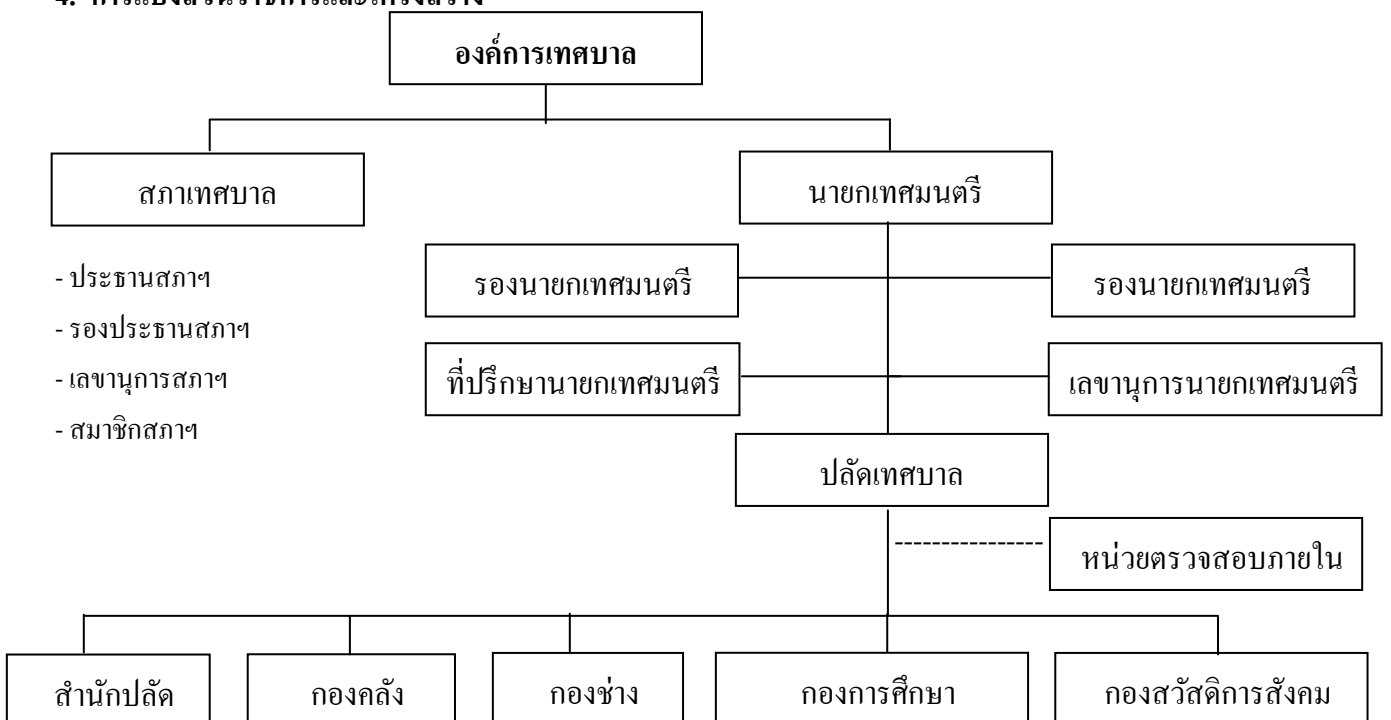 องค์การเทศบาล
สภาเทศบาล
นายกเทศมนตรี
- ประธานสภาฯ
- รองประธานสภาฯ
- เลขานุการสภาฯ
- สมาชิกสภาฯ
รองนายกเทศมนตรี
รองนายกเทศมนตรี
ที่ปรึกษานายกเทศมนตรี
เลขานุการนายกเทศมนตรี
ปลัดเทศบาล
หน่วยตรวจสอบภายใน
สำนักปลัด
กองคลัง
กองช่าง
กองการศึกษา
กองสวัสดิการสังคม